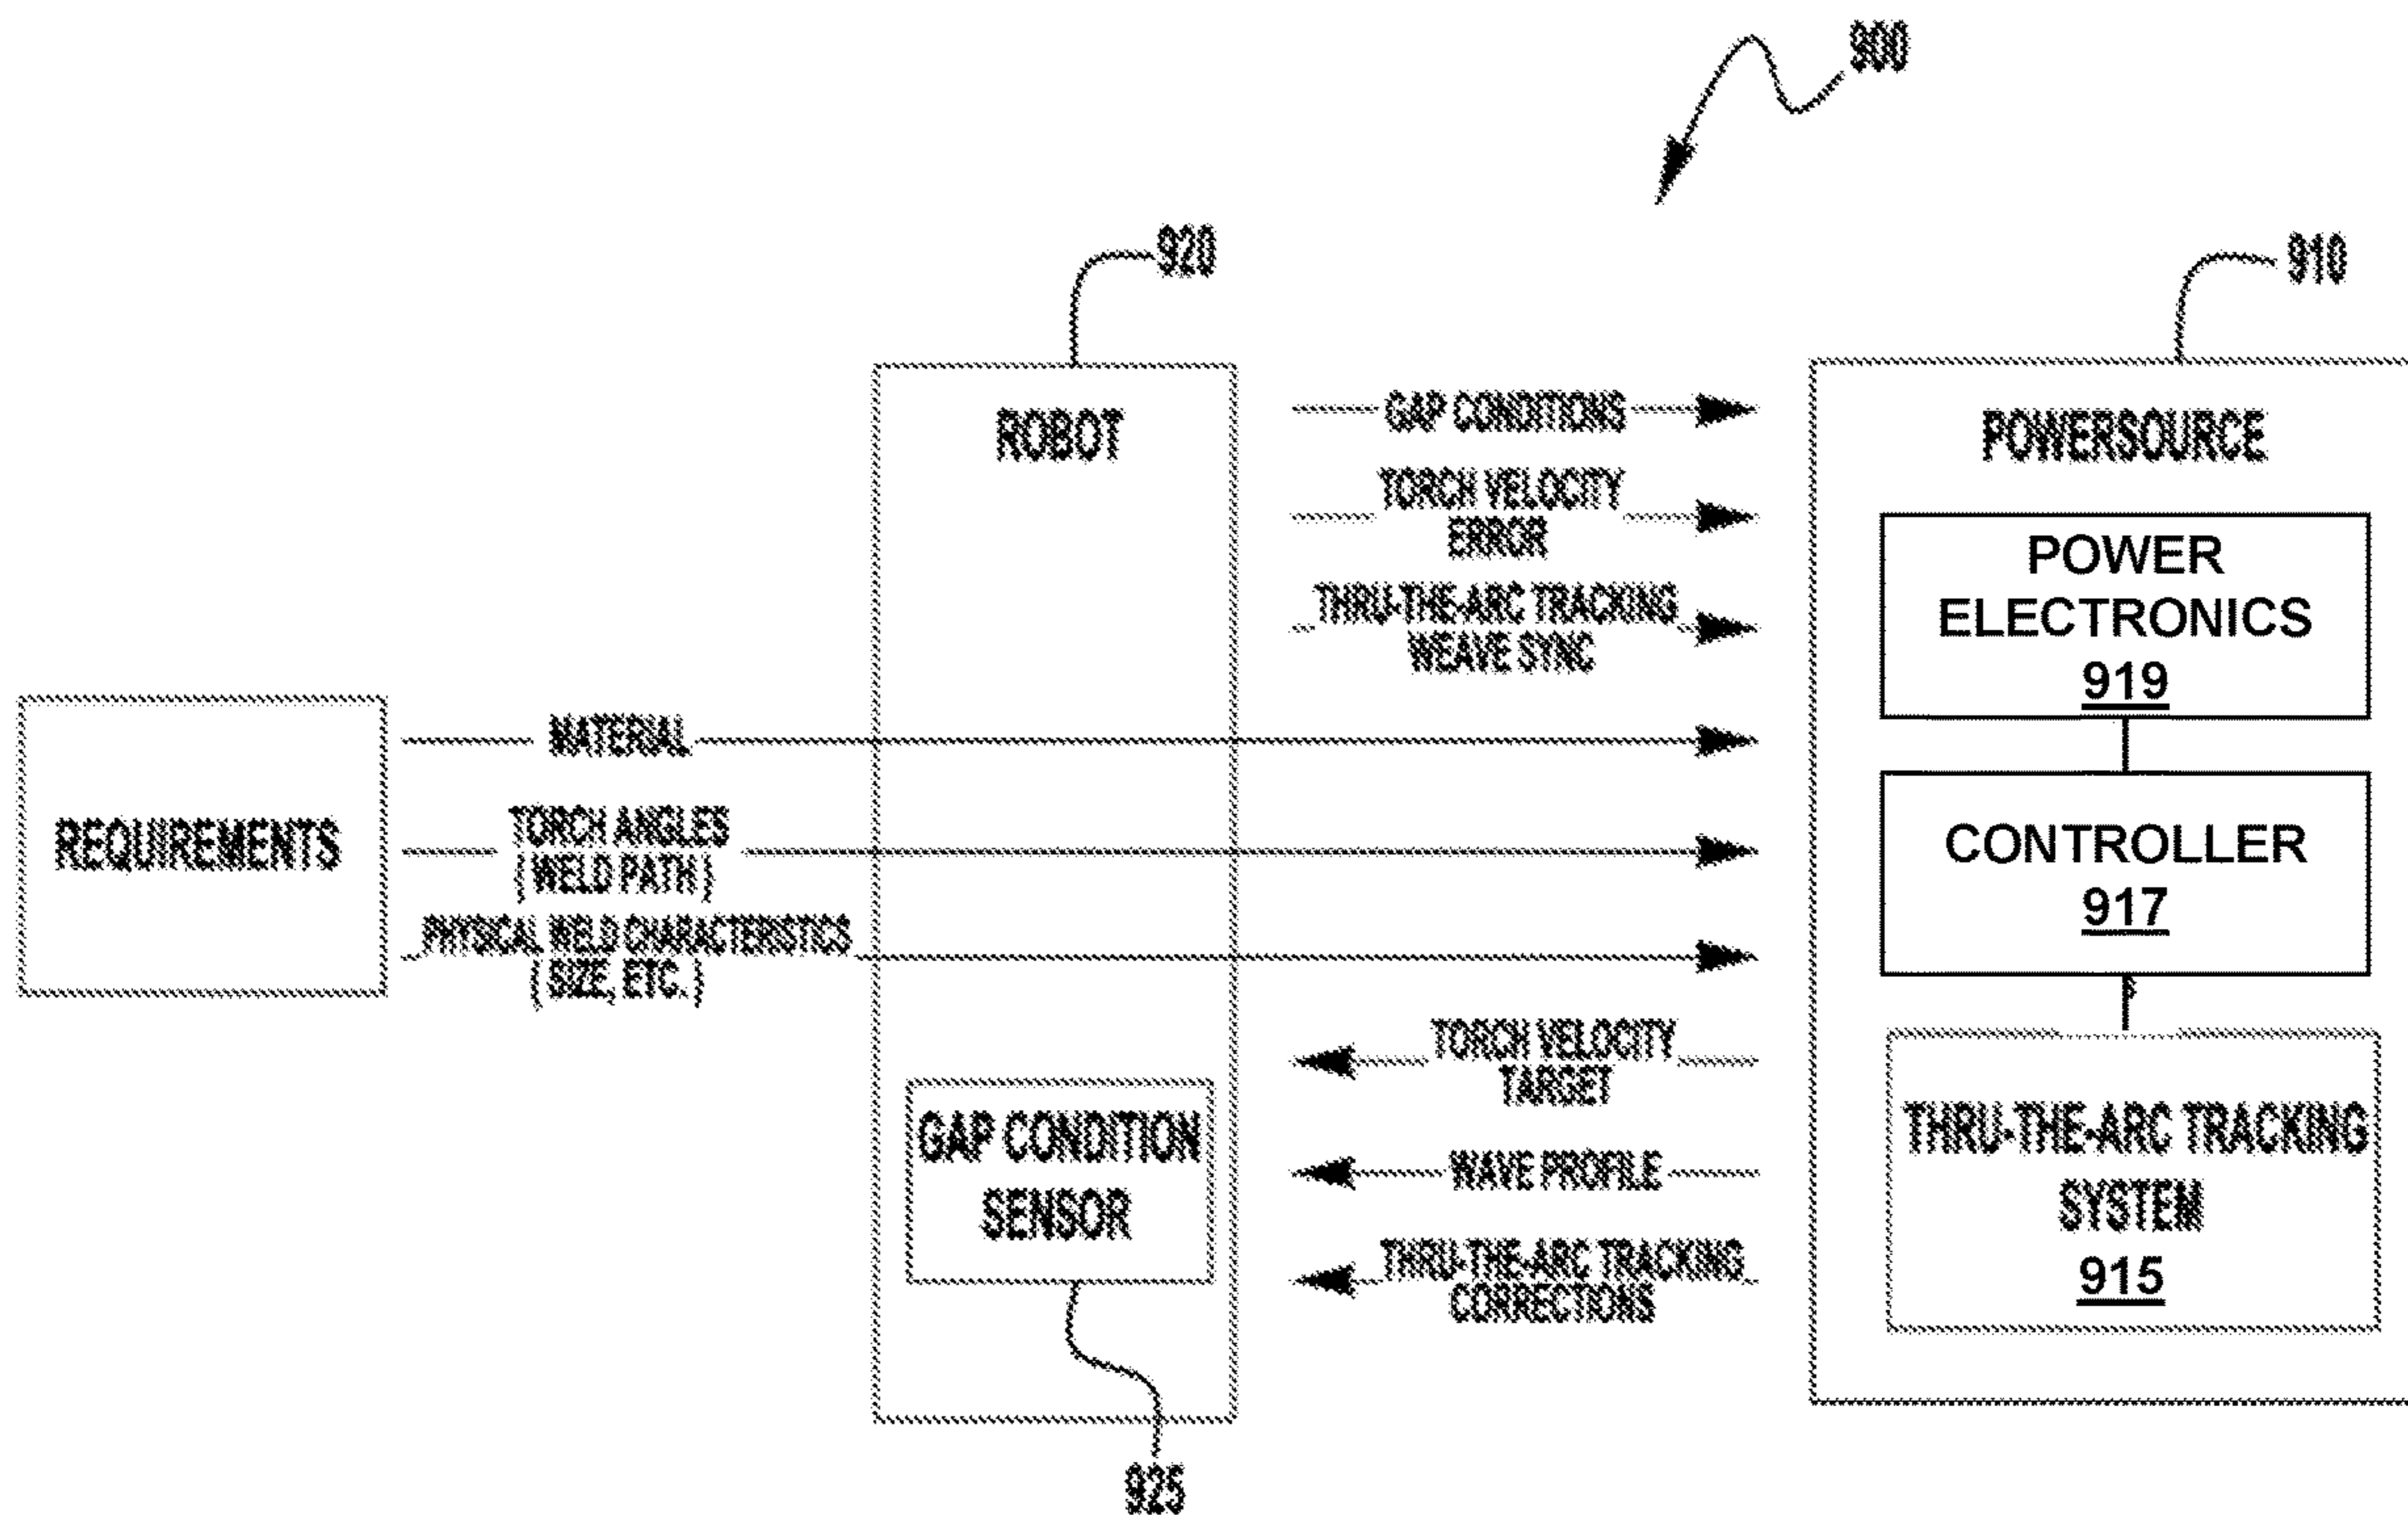 900
920
910
ROBOT
GAP CONDITIONS
TORCH VELOCITY
ERROR
THRU-THE-ARC TRACKING
WEAVE SYNC
POWERSOURCE
POWER
ELECTRONICS
919
REQUIREMENTS
MATERIAL
TORCH ANGLES
( WELD PATH )
PHYSICAL WELD CHARACTERISTICS
( SIZE, ETC. )
CONTROLLER
917
GAP CONDITION
SENSOR
925
TORCH VELOCITY
TARGET
WAVE PROFILE
THRU-THE-ARC TRACKING
CORRECTIONS
THRU-THE-ARC TRACKING
SYSTEM
915